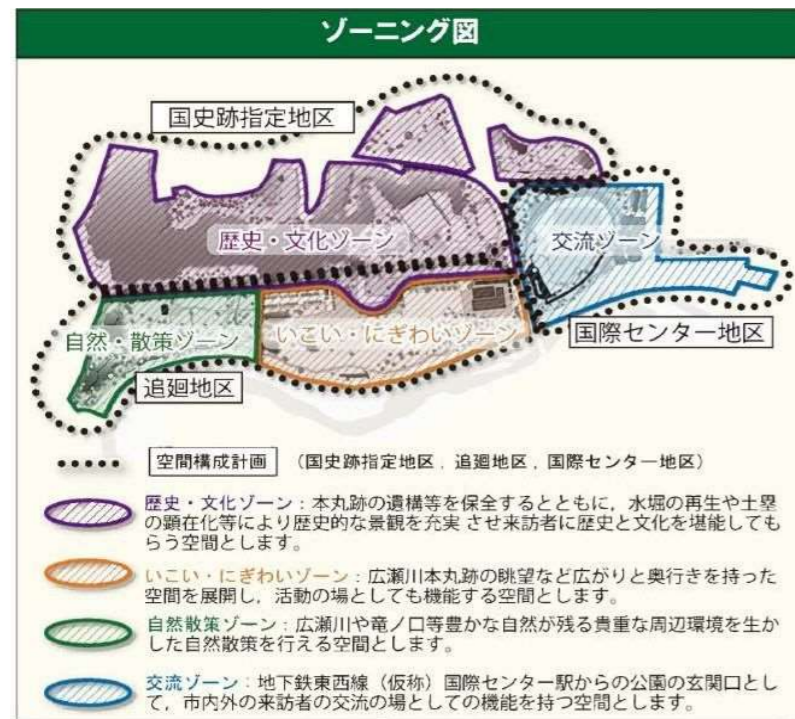 ゾーニング図
国史跡指定地区
歴史・文化ゾーン
交流ゾーン
自然・散策ゾーン
いこい・にぎわいゾーン
国際センター地区
追廻地区
空間構成計画 （国史跡指定地区，追廻地区，国際センター地区）
歴史・文化ゾーン：本丸跡の遺構等を保全するとともに，水堀の再生や土塁
の顕在化等により歴史的な景観を充実 させ来訪者に歴史と文化を堪能しても
らう空間とします。
いこい・にぎわいゾーン：広瀬川本丸跡の眺望など広がりと奥行きを持った
空間を展開し，活動の場としても機能する空間とします。
自然散策ゾーン：広瀬川や竜ノ口等豊かな自然が残る貴重な周辺環境を生か
した自然散策を行える空間とします。
交流ゾーン：地下鉄東西線（仮称）国際センター駅からの公園の玄関口とし
て，市内外の来訪者の交流の場としての機能を持つ空間とします。